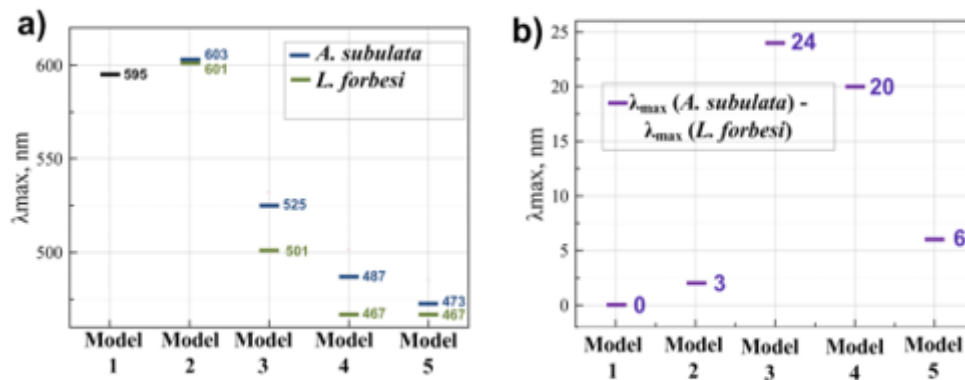 a)
λmax, nm
600
550
500
595
603
601
525
501
487
467
473
467
A. subulata
L. forbesi
Model 1
Model 2
Model 3
Model 4
Model 5
b)
λmax, nm
25
20
15
10
5
0
0
3
24
20
6
λmax (A. subulata) -
λmax (L. forbesi)
Model 1
Model 2
Model 3
Model 4
Model 5